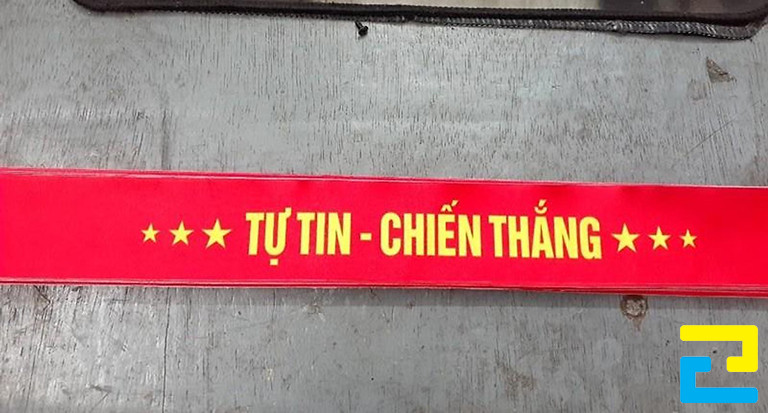 TỰ TIN - CHIẾN THẮNG